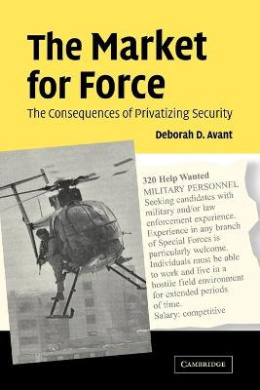 The Market
for Force
The Consequences of Privatizing Security
Deborah D. Avant
320 Help Wanted
MILITARY PERSONNEL
Seeking candidates with
military and/or law
enforcement experience.
Experience in any branch
of Special Forces is
particularly welcome.
Individuals must be able
to work and live in a
hostile field environment
for extended periods
of time.
Salary: competitive
CAMBRIDGE